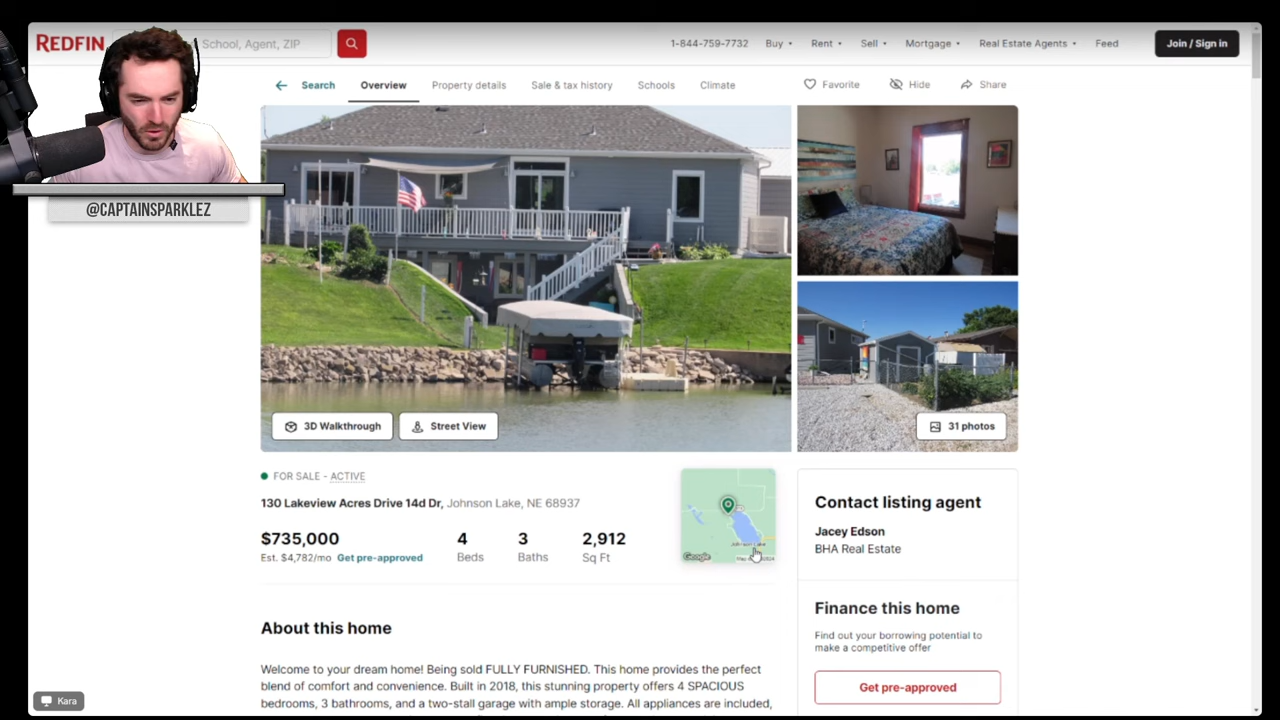 REDFIN
School, Agent, ZIP
1-844-759-7732 Buy Rent Sell Mortgage Real Estate Agents Feed Join / Sign in
Search Overview Property details Sale & tax history Schools Climate Favorite Hide Share
@CAPTAINSPARKLEZ
3D Walkthrough Street View 31 photos
FOR SALE - ACTIVE
130 Lakeview Acres Drive 14d Dr, Johnson Lake, NE 68937
$735,000 4 3 2,912
Est. $4,782/mo Get pre-approved Beds Baths Sq Ft
Johnson Lake
Google
Contact listing agent
Jacey Edson
BHA Real Estate
Finance this home
Find out your borrowing potential to
make a competitive offer
Get pre-approved
About this home
Welcome to your dream home! Being sold FULLY FURNISHED. This home provides the perfect
blend of comfort and convenience. Built in 2018, this stunning property offers 4 SPACIOUS
bedrooms, 3 bathrooms, and a two-stall garage with ample storage. All appliances are included,
Kara